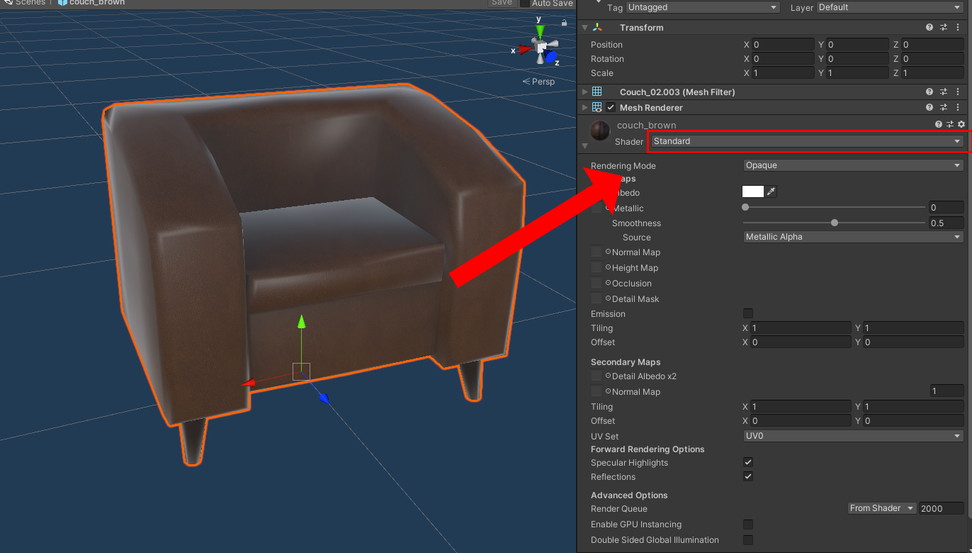 Scenes couch_brown Save Auto Save
Tag Untagged Layer Default
Transform
Position X 0 Y 0 Z 0
Rotation X 0 Y 0 Z 0
Scale X 1 Y 1 Z 1
Couch_02.003 (Mesh Filter)
Mesh Renderer
couch_brown
Shader Standard
Rendering Mode Opaque
aps
bedo
Metallic 0
Smoothness 0.5
Source Metallic Alpha
Normal Map
Height Map
Occlusion
Detail Mask
Emission
Tiling X 1 Y 1
Offset X 0 Y 0
Secondary Maps
Detail Albedo x2
Normal Map 1
Tiling X 1 Y 1
Offset X 0 Y 0
UV Set UV0
Forward Rendering Options
Specular Highlights
Reflections
Advanced Options
Render Queue From Shader 2000
Enable GPU Instancing
Double Sided Global Illumination
y
x
z
Persp